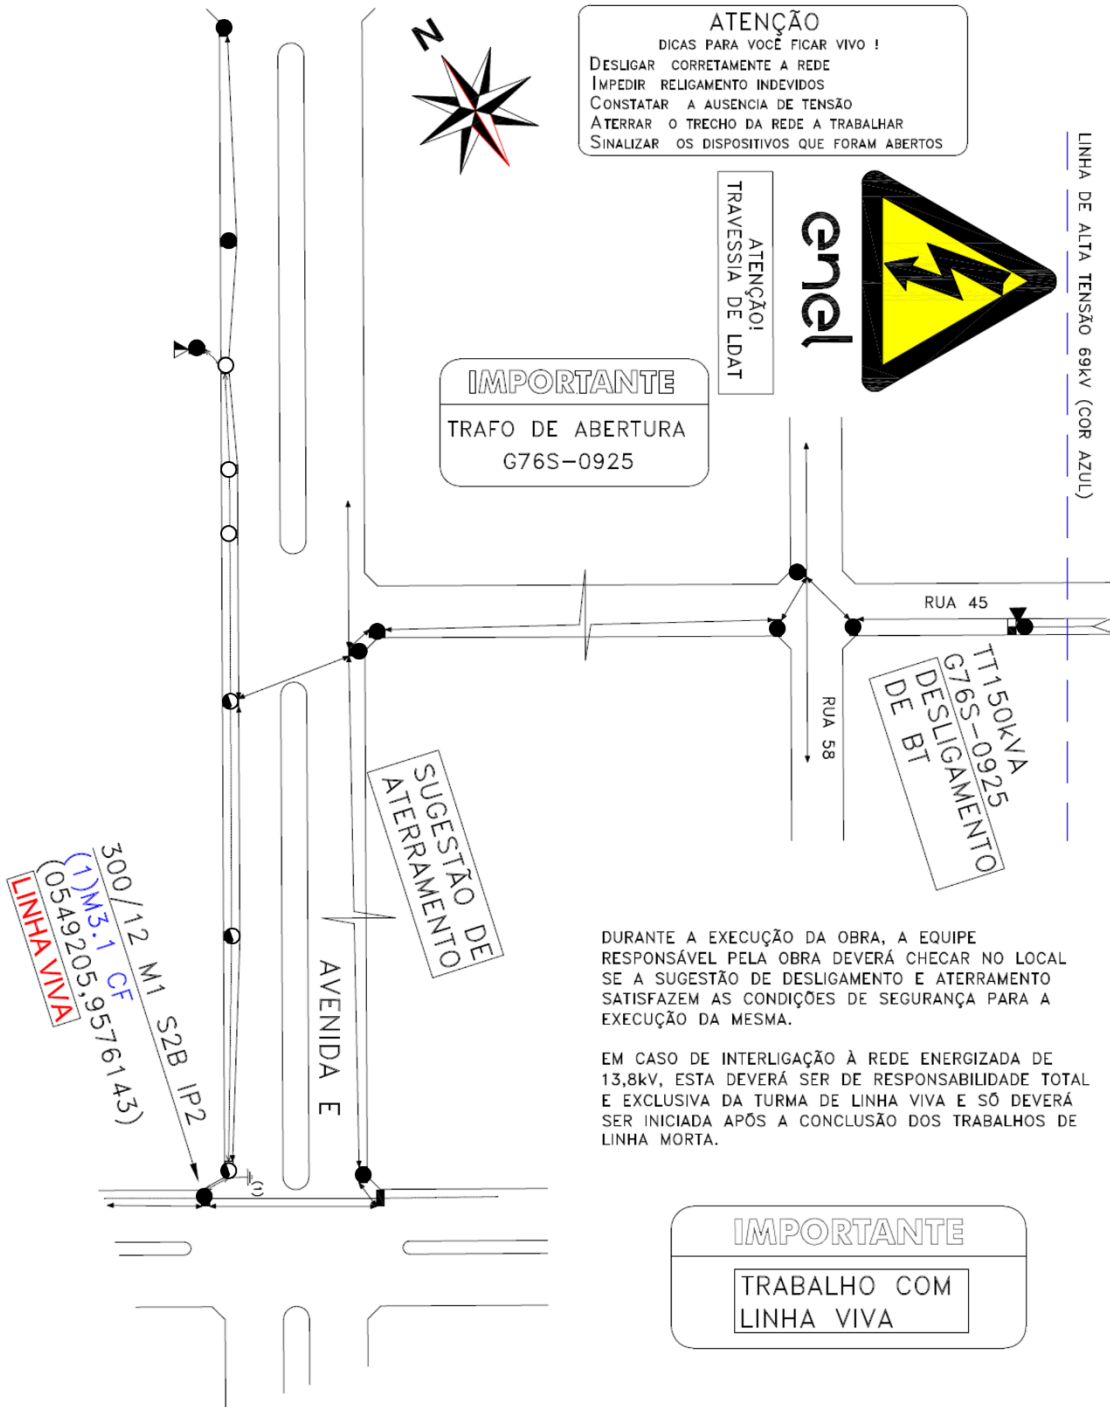 N
ATENÇÃO
DICAS PARA VOCÊ FICAR VIVO !
DESLIGAR CORRETAMENTE A REDE
IMPEDIR RELIGAMENTO INDEVIDOS
CONSTATAR A AUSENCIA DE TENSÃO
ATERRAR O TRECHO DA REDE A TRABALHAR
SINALIZAR OS DISPOSITIVOS QUE FORAM ABERTOS
LINHA DE ALTA TENSÃO 69kV (COR AZUL)
enel
ATENÇÃO!
TRAVESSIA DE LDAT
IMPORTANTE
TRAFO DE ABERTURA
G76S-0925
RUA 45
RUA 58
TT150kVA
G76S-0925
DESLIGAMENTO
DE BT
SUGESTÃO DE
ATERRAMENTO
AVENIDA E
300/12 M1 S2B IP2
(1)M3.1 CF
(0549205,9576143)
LINHA VIVA
(1)
DURANTE A EXECUÇÃO DA OBRA, A EQUIPE
RESPONSÁVEL PELA OBRA DEVERÁ CHECAR NO LOCAL
SE A SUGESTÃO DE DESLIGAMENTO E ATERRAMENTO
SATISFAZEM AS CONDIÇÕES DE SEGURANÇA PARA A
EXECUÇÃO DA MESMA.
EM CASO DE INTERLIGAÇÃO À REDE ENERGIZADA DE
13,8kV, ESTA DEVERÁ SER DE RESPONSABILIDADE TOTAL
E EXCLUSIVA DA TURMA DE LINHA VIVA E SÓ DEVERÁ
SER INICIADA APÓS A CONCLUSÃO DOS TRABALHOS DE
LINHA MORTA.
IMPORTANTE
TRABALHO COM
LINHA VIVA